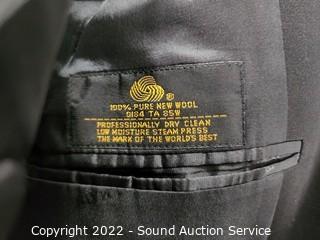 ®
100% PURE NEW WOOL
0184 TA 85W
PROFESSIONALLY DRY CLEAN
LOW MOISTURE STEAM PRESS
THE MARK OF THE WORLD'S BEST
Copyright 2022 - Sound Auction Service